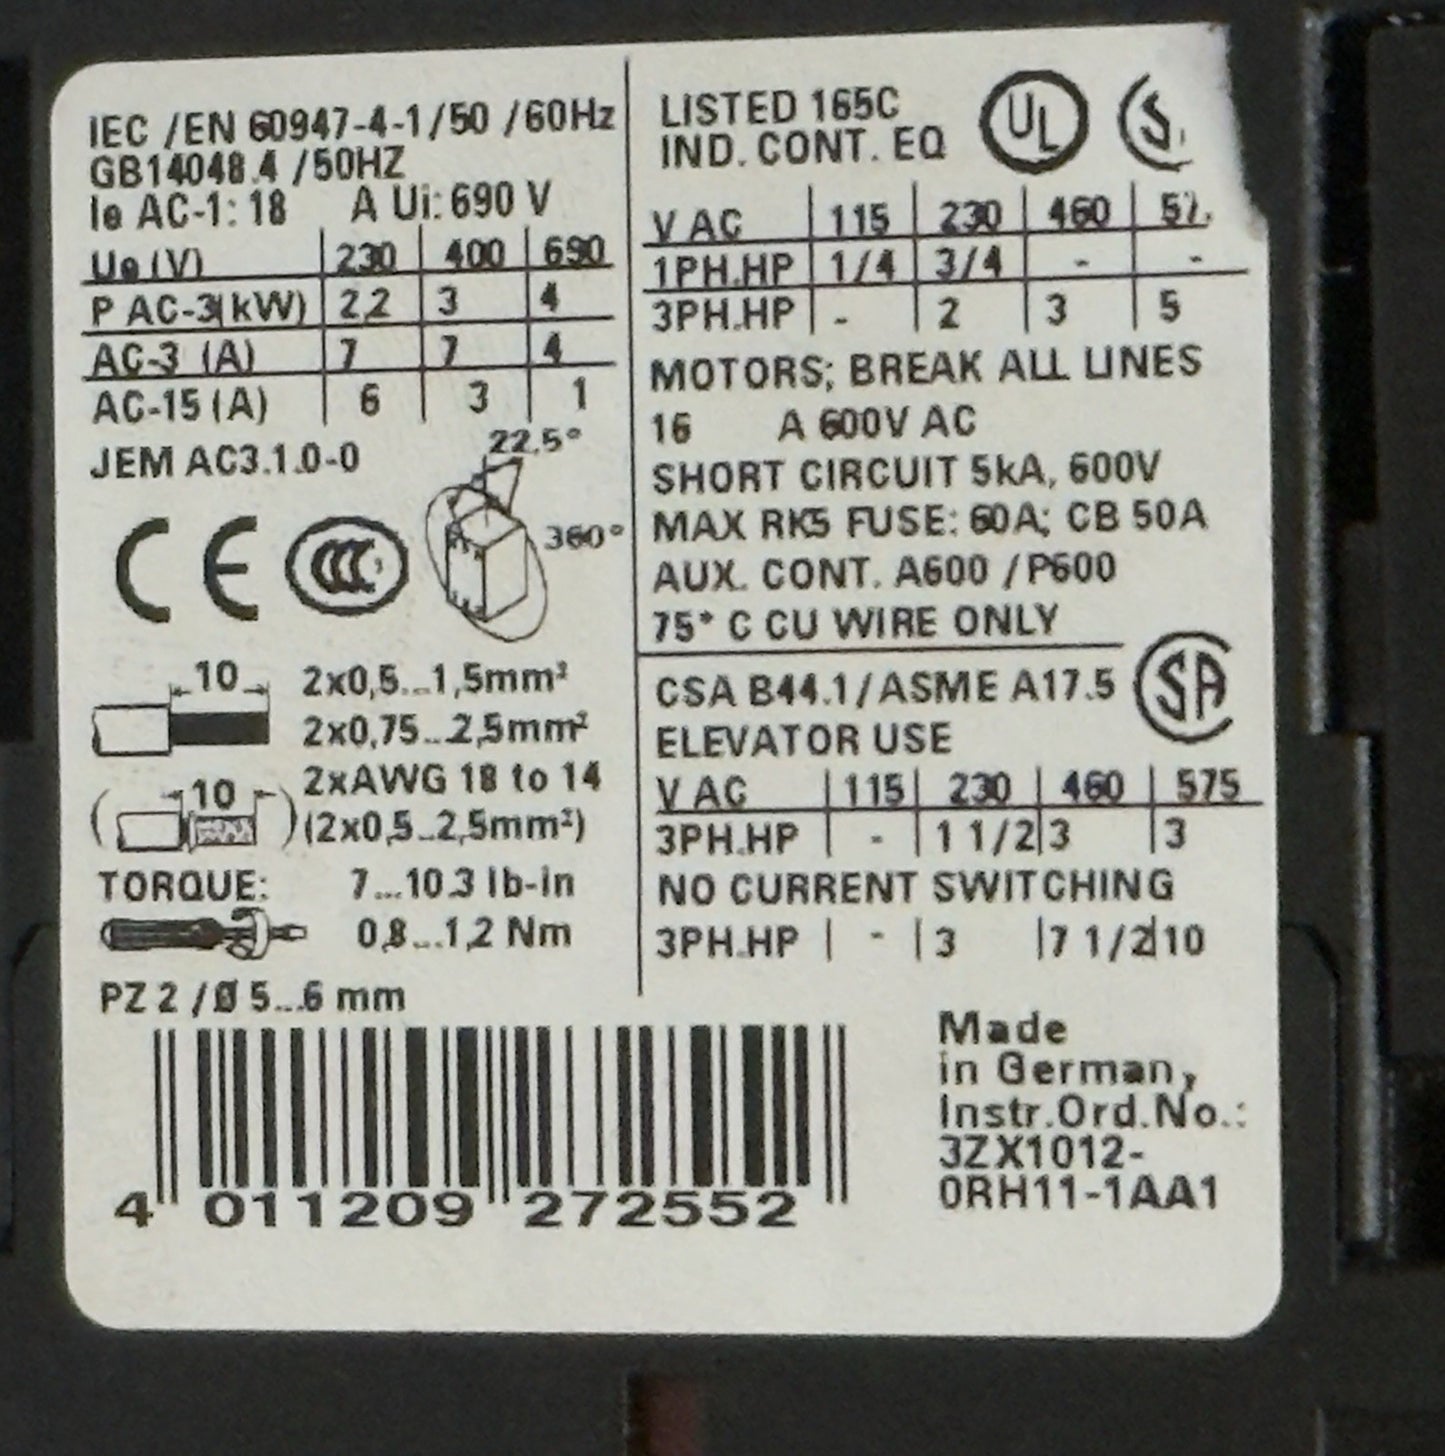 IEC /EN 60947-4-1/50 /60Hz
GB14048.4 /50HZ
Ie AC-1: 18 A Ui: 690 V
Ue (V) 230 400 690
P AC-3(kW) 2,2 3 4
AC-3 (A) 7 7 4
AC-15 (A) 6 3 1
JEM AC3.1.0-0
22.5°
360°
CE CCC
10 2x0,5...1,5mm²
2x0,75...2,5mm²
2xAWG 18 to 14
10 (2x0,5...2,5mm²)
TORQUE: 7...10.3 lb-in
0,8...1,2 Nm
PZ 2 /Ø 5...6 mm
4 011209 272552
LISTED 165C
IND. CONT. EQ
UL
V AC 115 230 460
1PH.HP 1/4 3/4 - -
3PH.HP - 2 3 5
MOTORS; BREAK ALL LINES
16 A 600V AC
SHORT CIRCUIT 5kA, 600V
MAX RK5 FUSE: 60A; CB 50A
AUX. CONT. A600 /P600
75° C CU WIRE ONLY
CSA B44.1/ASME A17.5 SA
ELEVATOR USE
V AC 115 230 460 575
3PH.HP - 1 1/2 3 3
NO CURRENT SWITCHING
3PH.HP - 3 7 1/2 10
Made
in Germany,
Instr.Ord.No.:
3ZX1012-
0RH11-1AA1